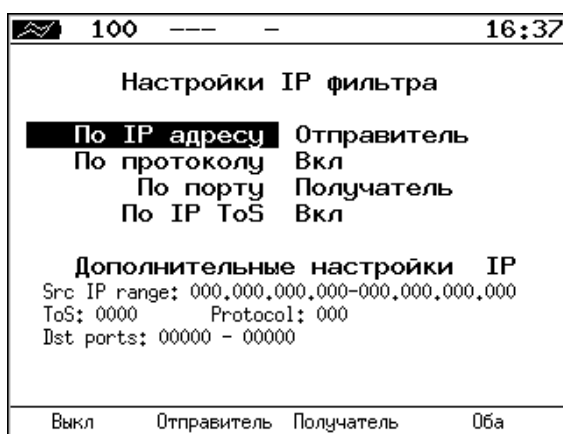 100 --- - 16:37
Настройки IP фильтра
По IP адресу Отправитель
По протоколу Вкл
По порту Получатель
По IP ToS Вкл
Дополнительные настройки IP
Src IP range: 000.000.000.000-000.000.000.000
ToS: 0000 Protocol: 000
Dst ports: 00000 - 00000
Выкл Отправитель Получатель Оба